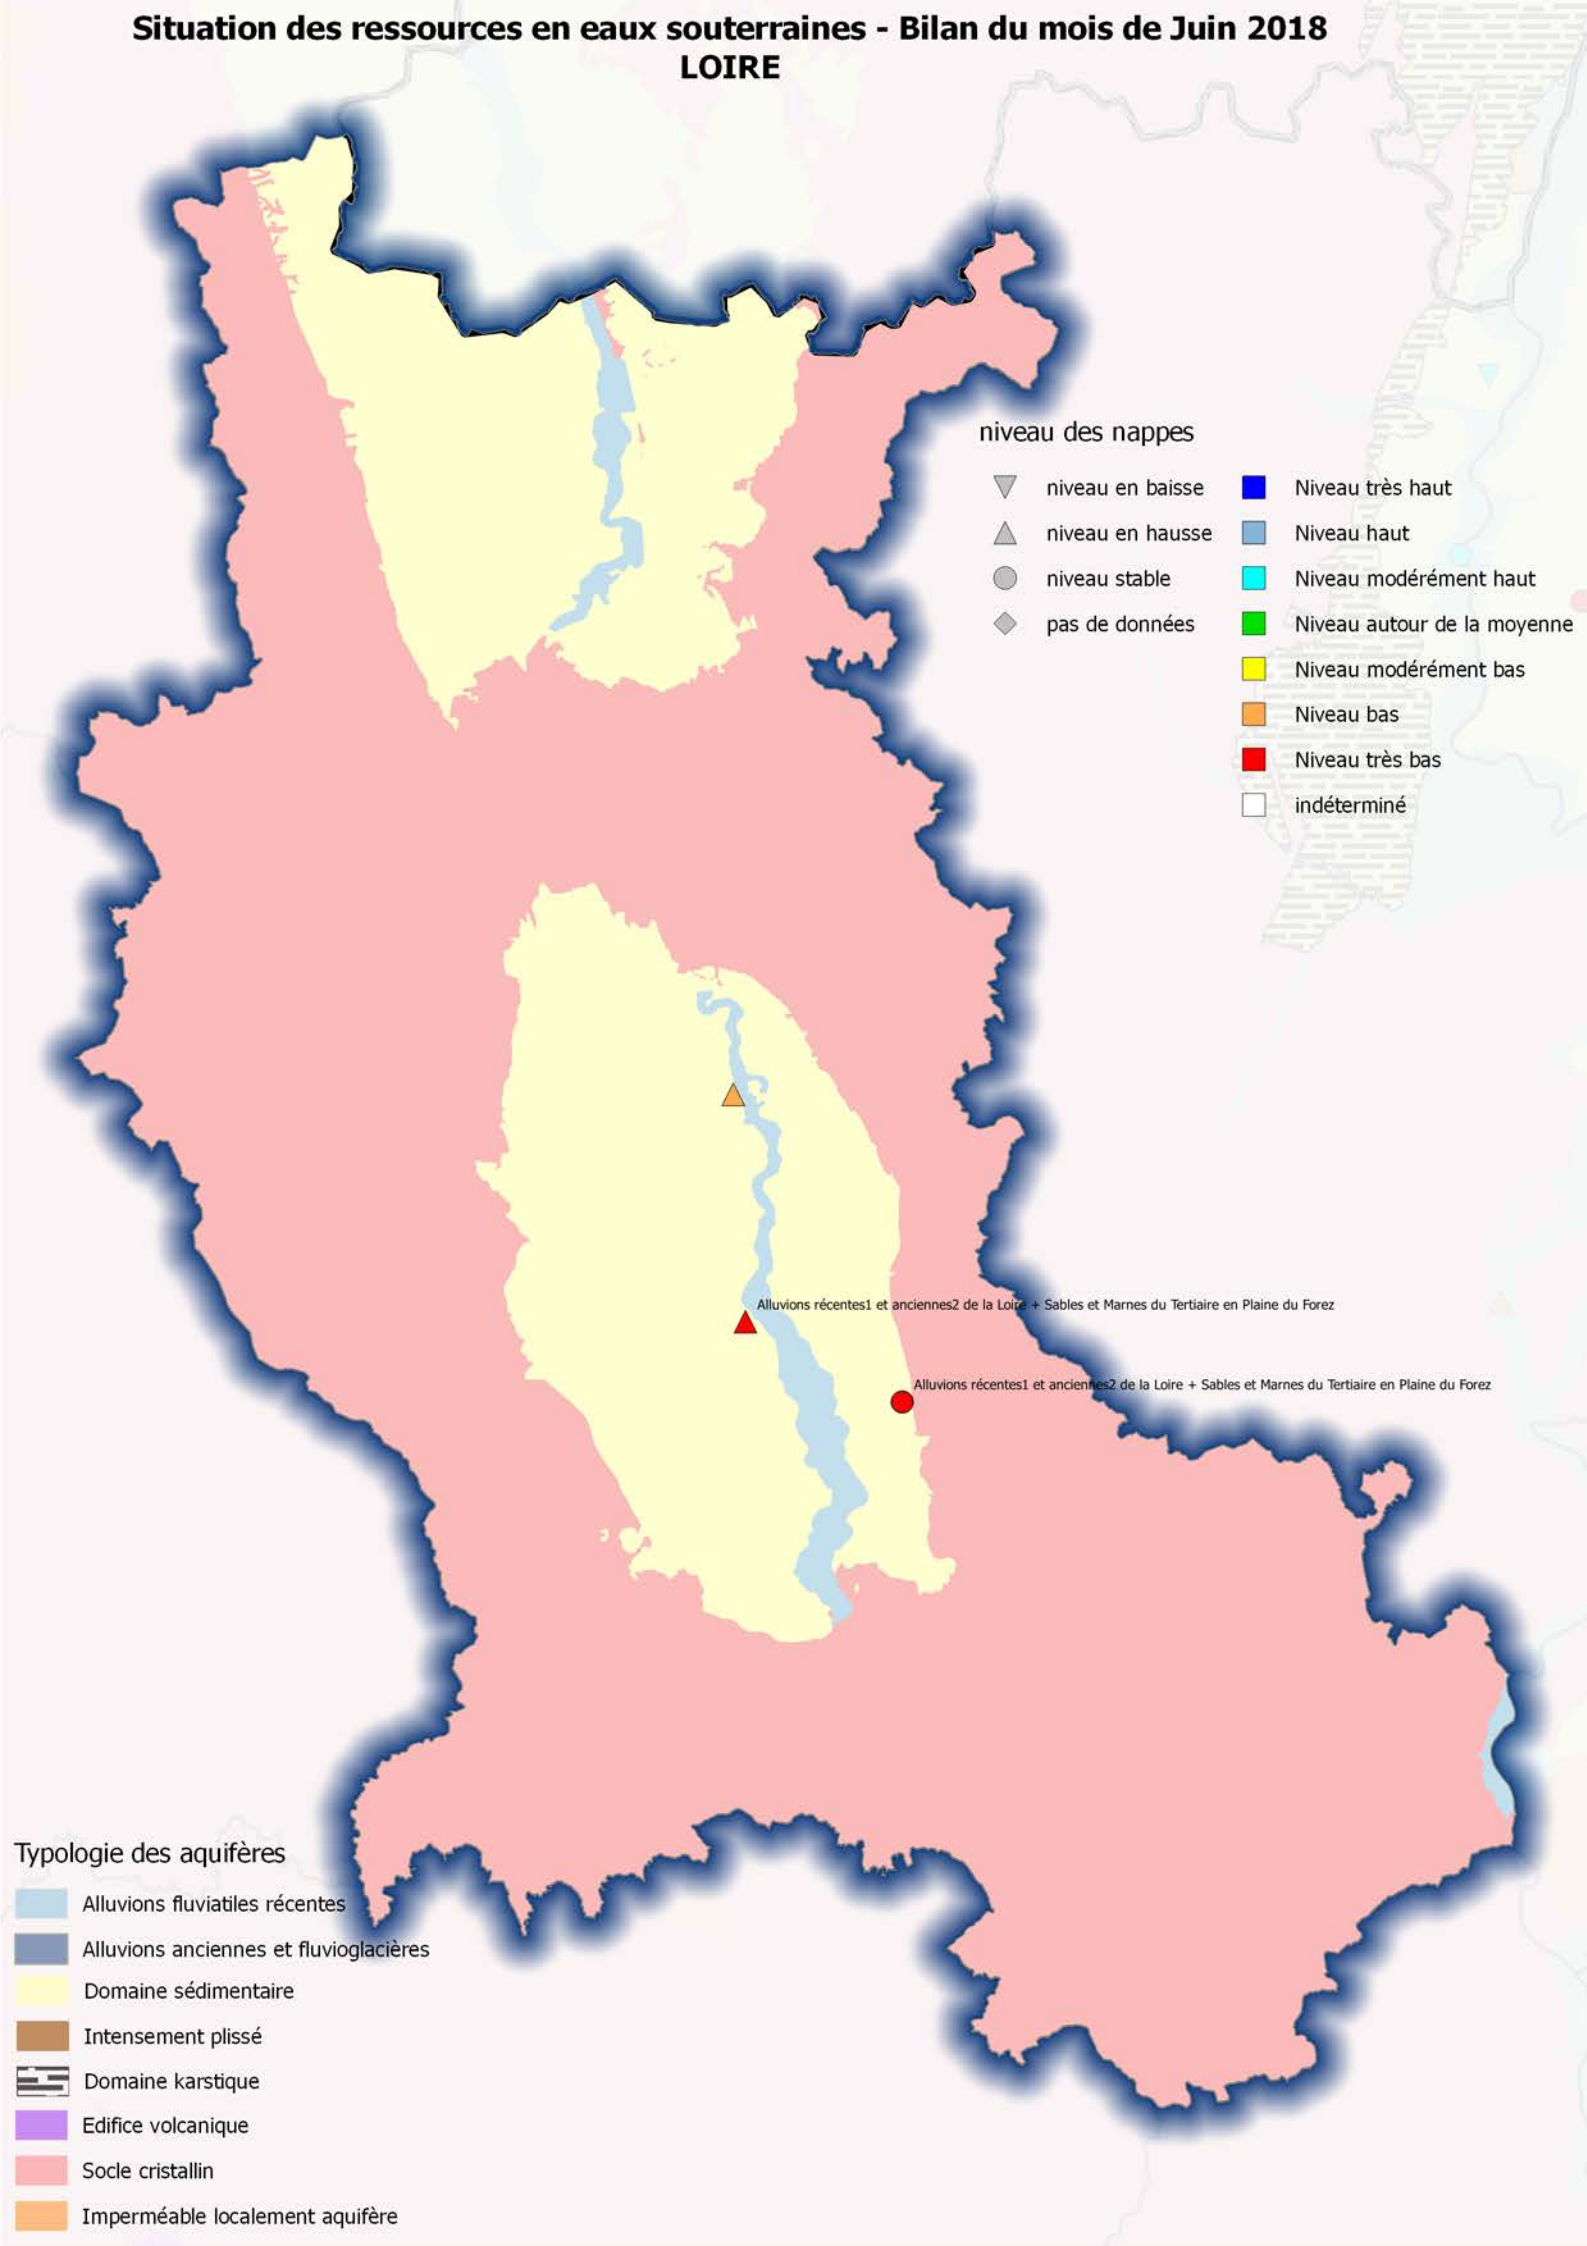 Situation des ressources en eaux souterraines - Bilan du mois de Juin 2018
LOIRE
niveau des nappes
niveau en baisse
niveau en hausse
niveau stable
pas de données
Niveau très haut
Niveau haut
Niveau modérément haut
Niveau autour de la moyenne
Niveau modérément bas
Niveau bas
Niveau très bas
indéterminé
Alluvions récentes1 et anciennes2 de la Loire + Sables et Marnes du Tertiaire en Plaine du Forez
Alluvions récentes1 et anciennes2 de la Loire + Sables et Marnes du Tertiaire en Plaine du Forez
Typologie des aquifères
Alluvions fluviatiles récentes
Alluvions anciennes et fluvioglacières
Domaine sédimentaire
Intensement plissé
Domaine karstique
Edifice volcanique
Socle cristallin
Imperméable localement aquifère